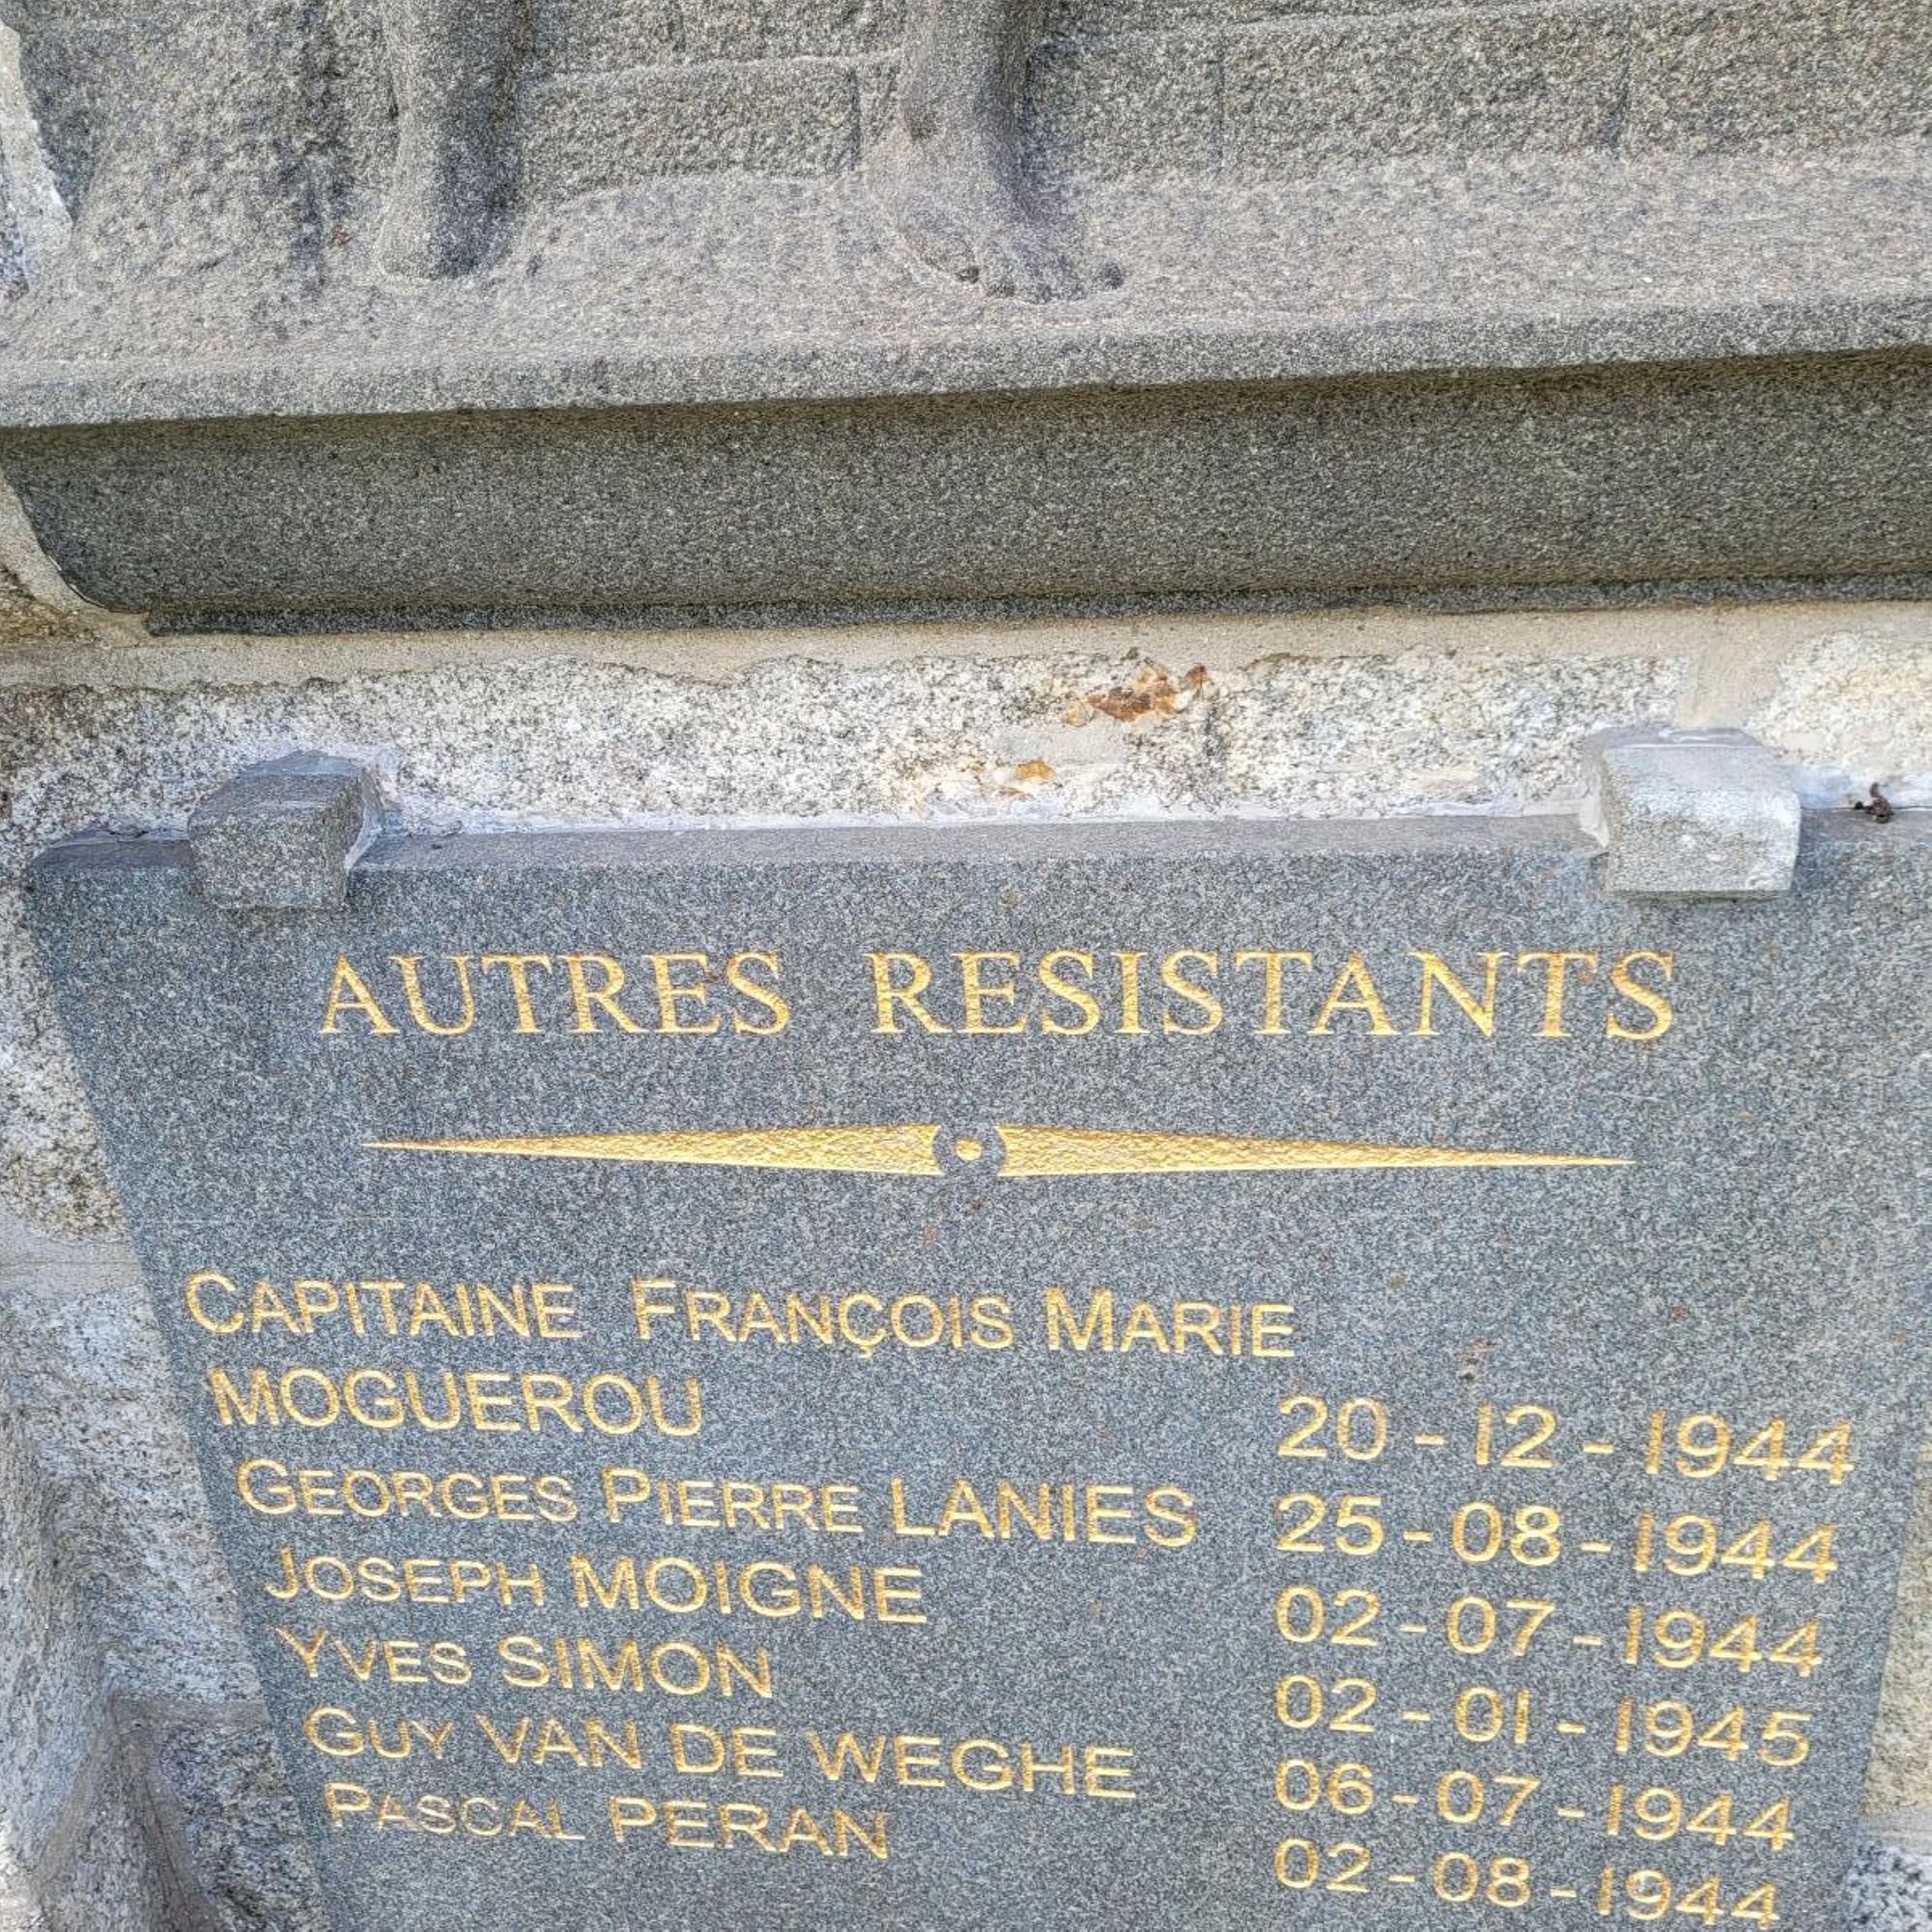 AUTRES RESISTANTS
CAPITAINE FRANÇOIS MARIE
MOGUEROU 20-12-1944
GEORGES PIERRE LANIES 25-08-1944
JOSEPH MOIGNE 02-07-1944
YVES SIMON 02-01-1945
GUY VAN DE WEGHE 06-07-1944
PASCAL PERAN 02-08-1944